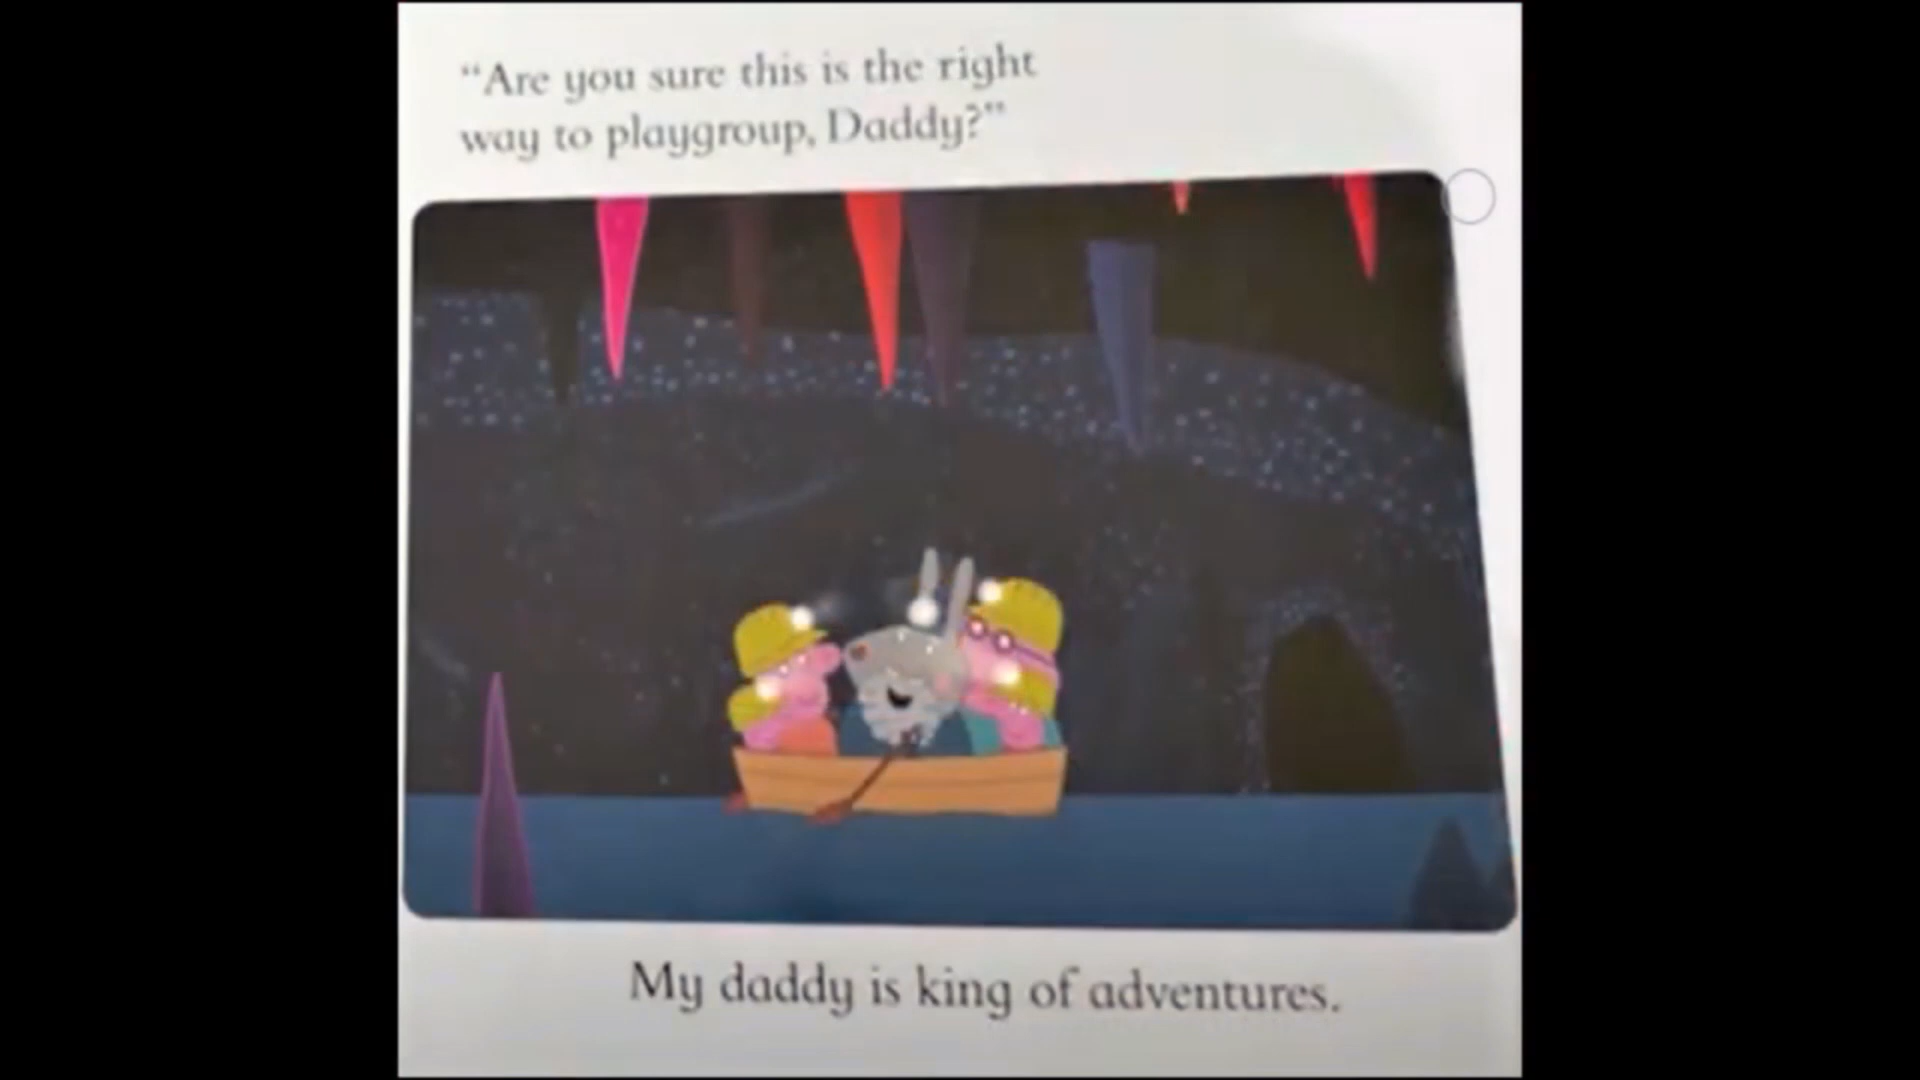 “Are you sure this is the right
way to playgroup, Daddy?”
My daddy is king of adventures.